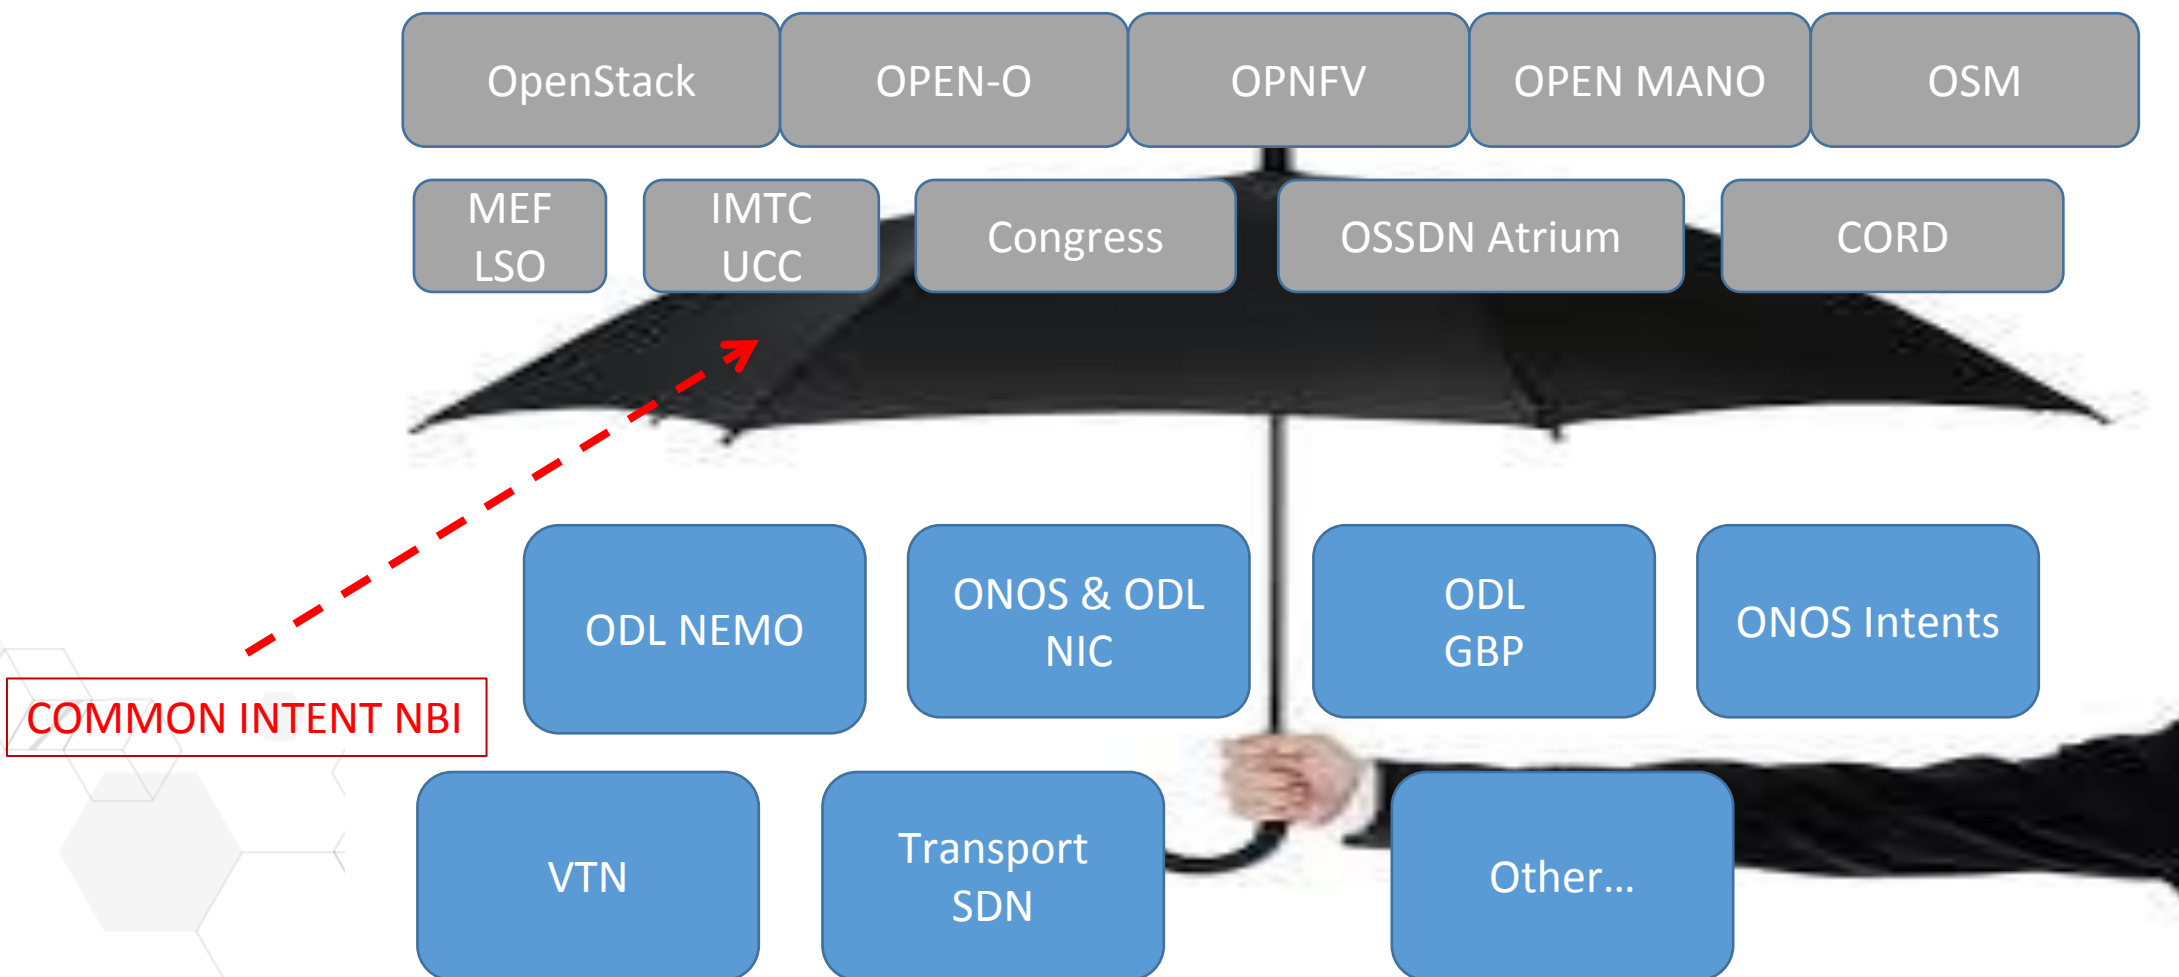 OpenStack
OPEN-O
OPNFV
OPEN MANO
OSM
MEF
LSO
IMTC
UCC
Congress
OSSDN Atrium
CORD
ODL NEMO
ONOS & ODL
NIC
ODL
GBP
ONOS Intents
COMMON INTENT NBI
VTN
Transport
SDN
Other...